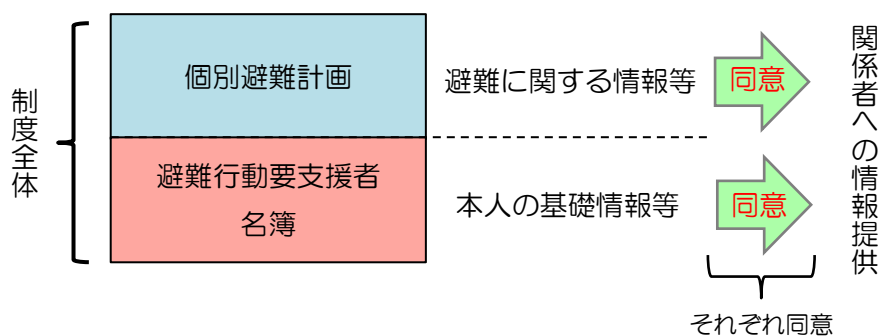 制度全体
個別避難計画
避難に関する情報等
同意
避難行動要支援者
名簿
本人の基礎情報等
同意
関係者への情報提供
それぞれ同意